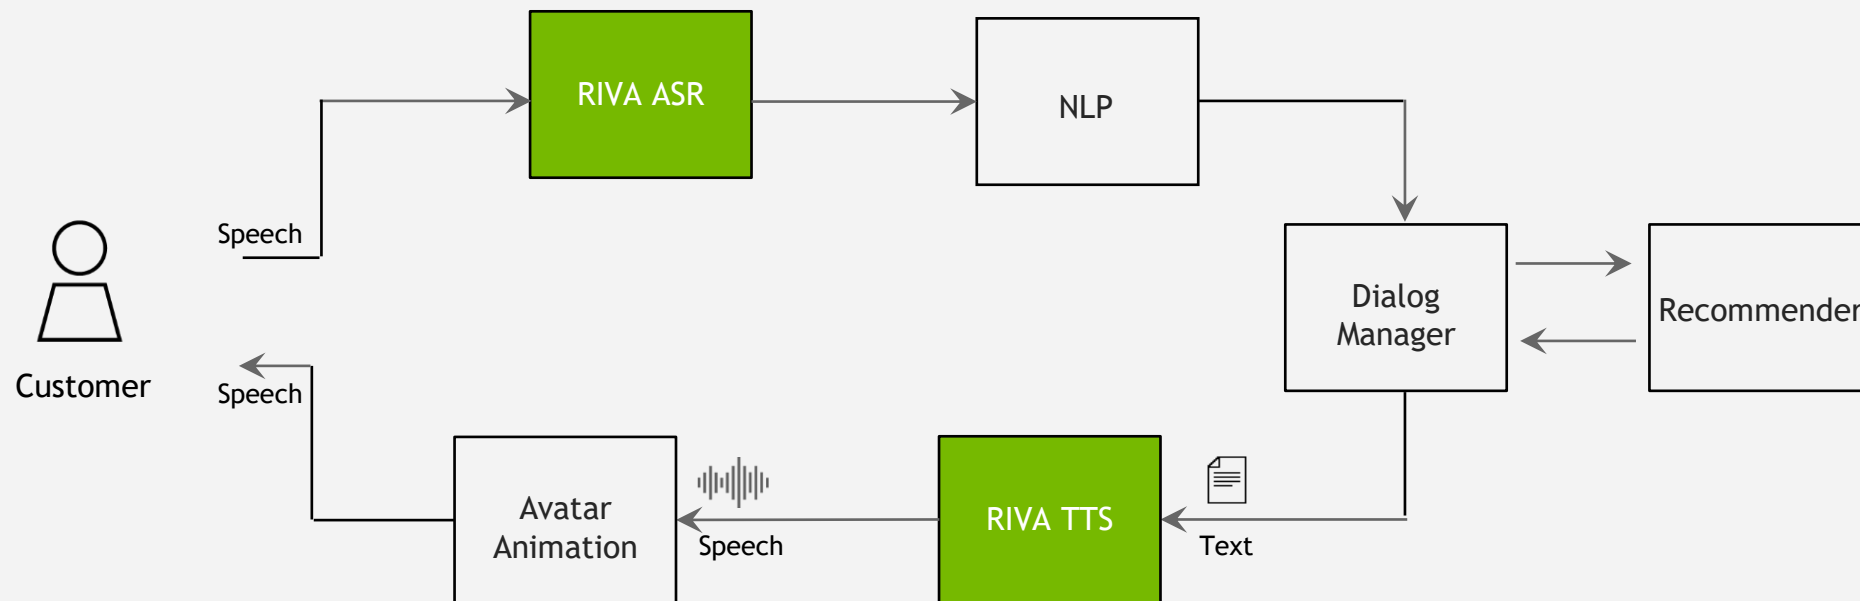 RIVA ASR
NLP
Speech
Dialog
Manager
Recommender
Customer
Speech
Avatar
Animation
Speech
RIVA TTS
Text